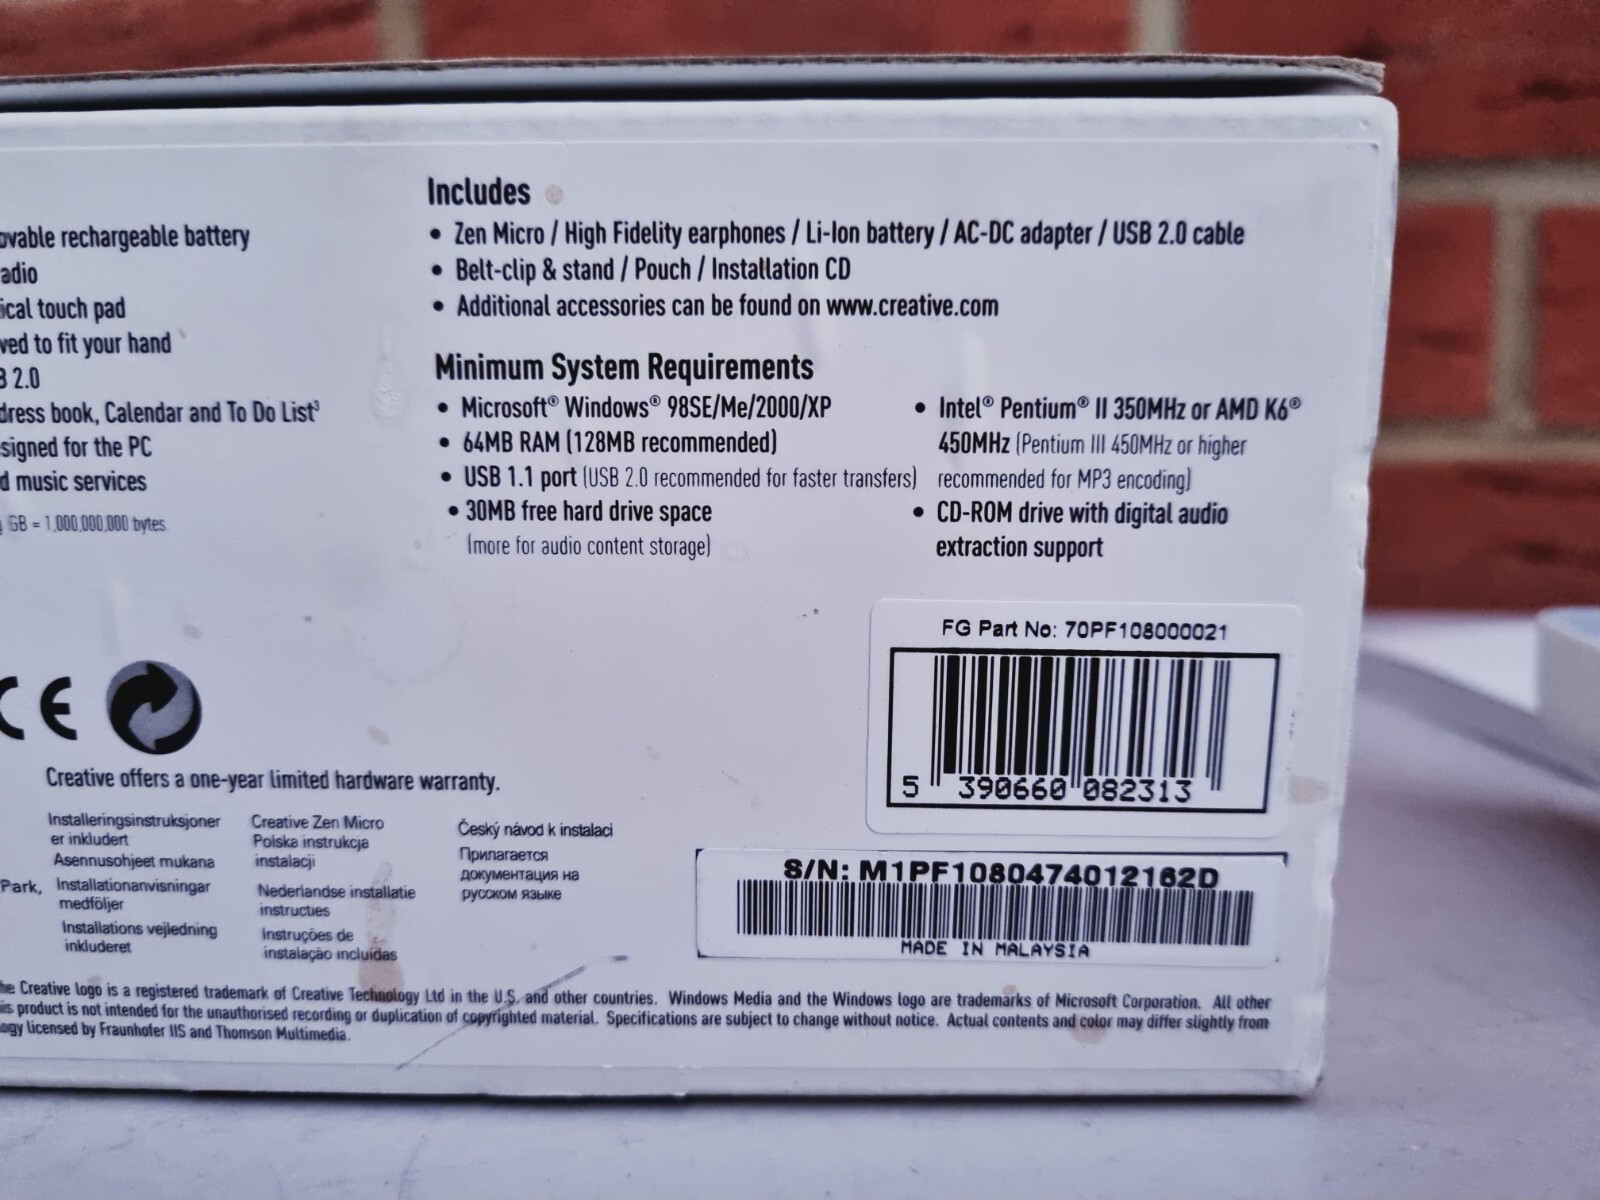 rechargeable battery
touch pad
to fit your hand
2.0
book, Calendar and To Do List³
for the PC
music services
GB = 1,000,000,000 bytes
Includes
• Zen Micro / High Fidelity earphones / Li-Ion battery / AC-DC adapter / USB 2.0 cable
• Belt-clip & stand / Pouch / Installation CD
• Additional accessories can be found on www.creative.com
Minimum System Requirements
• Microsoft® Windows® 98SE/Me/2000/XP
• 64MB RAM (128MB recommended)
• USB 1.1 port (USB 2.0 recommended for faster transfers)
• 30MB free hard drive space
(more for audio content storage)
• Intel® Pentium® II 350MHz or AMD K6®
450MHz (Pentium III 450MHz or higher
recommended for MP3 encoding)
• CD-ROM drive with digital audio
extraction support
FG Part No: 70PF108000021
5 390660 082313
CE
Creative offers a one-year limited hardware warranty.
Park,
Installeringsinstruksjoner
er inkludert
Asennusohjeet mukana
Installationanvisningar
medföljer
Installations vejledning
inkluderet
Creative Zen Micro
Polska instrukcja
instalacji
Nederlandse installatie
instructies
Instruções de
instalação incluídas
Český návod k instalaci
Прилагается
документация на
русском языке
S/N: M1PF1080474012162D
MADE IN MALAYSIA
Creative logo is a registered trademark of Creative Technology Ltd in the U.S. and other countries. Windows Media and the Windows logo are trademarks of Microsoft Corporation. All other
product is not intended for the unauthorised recording or duplication of copyrighted material. Specifications are subject to change without notice. Actual contents and color may differ slightly from
licensed by Fraunhofer IIS and Thomson Multimedia.